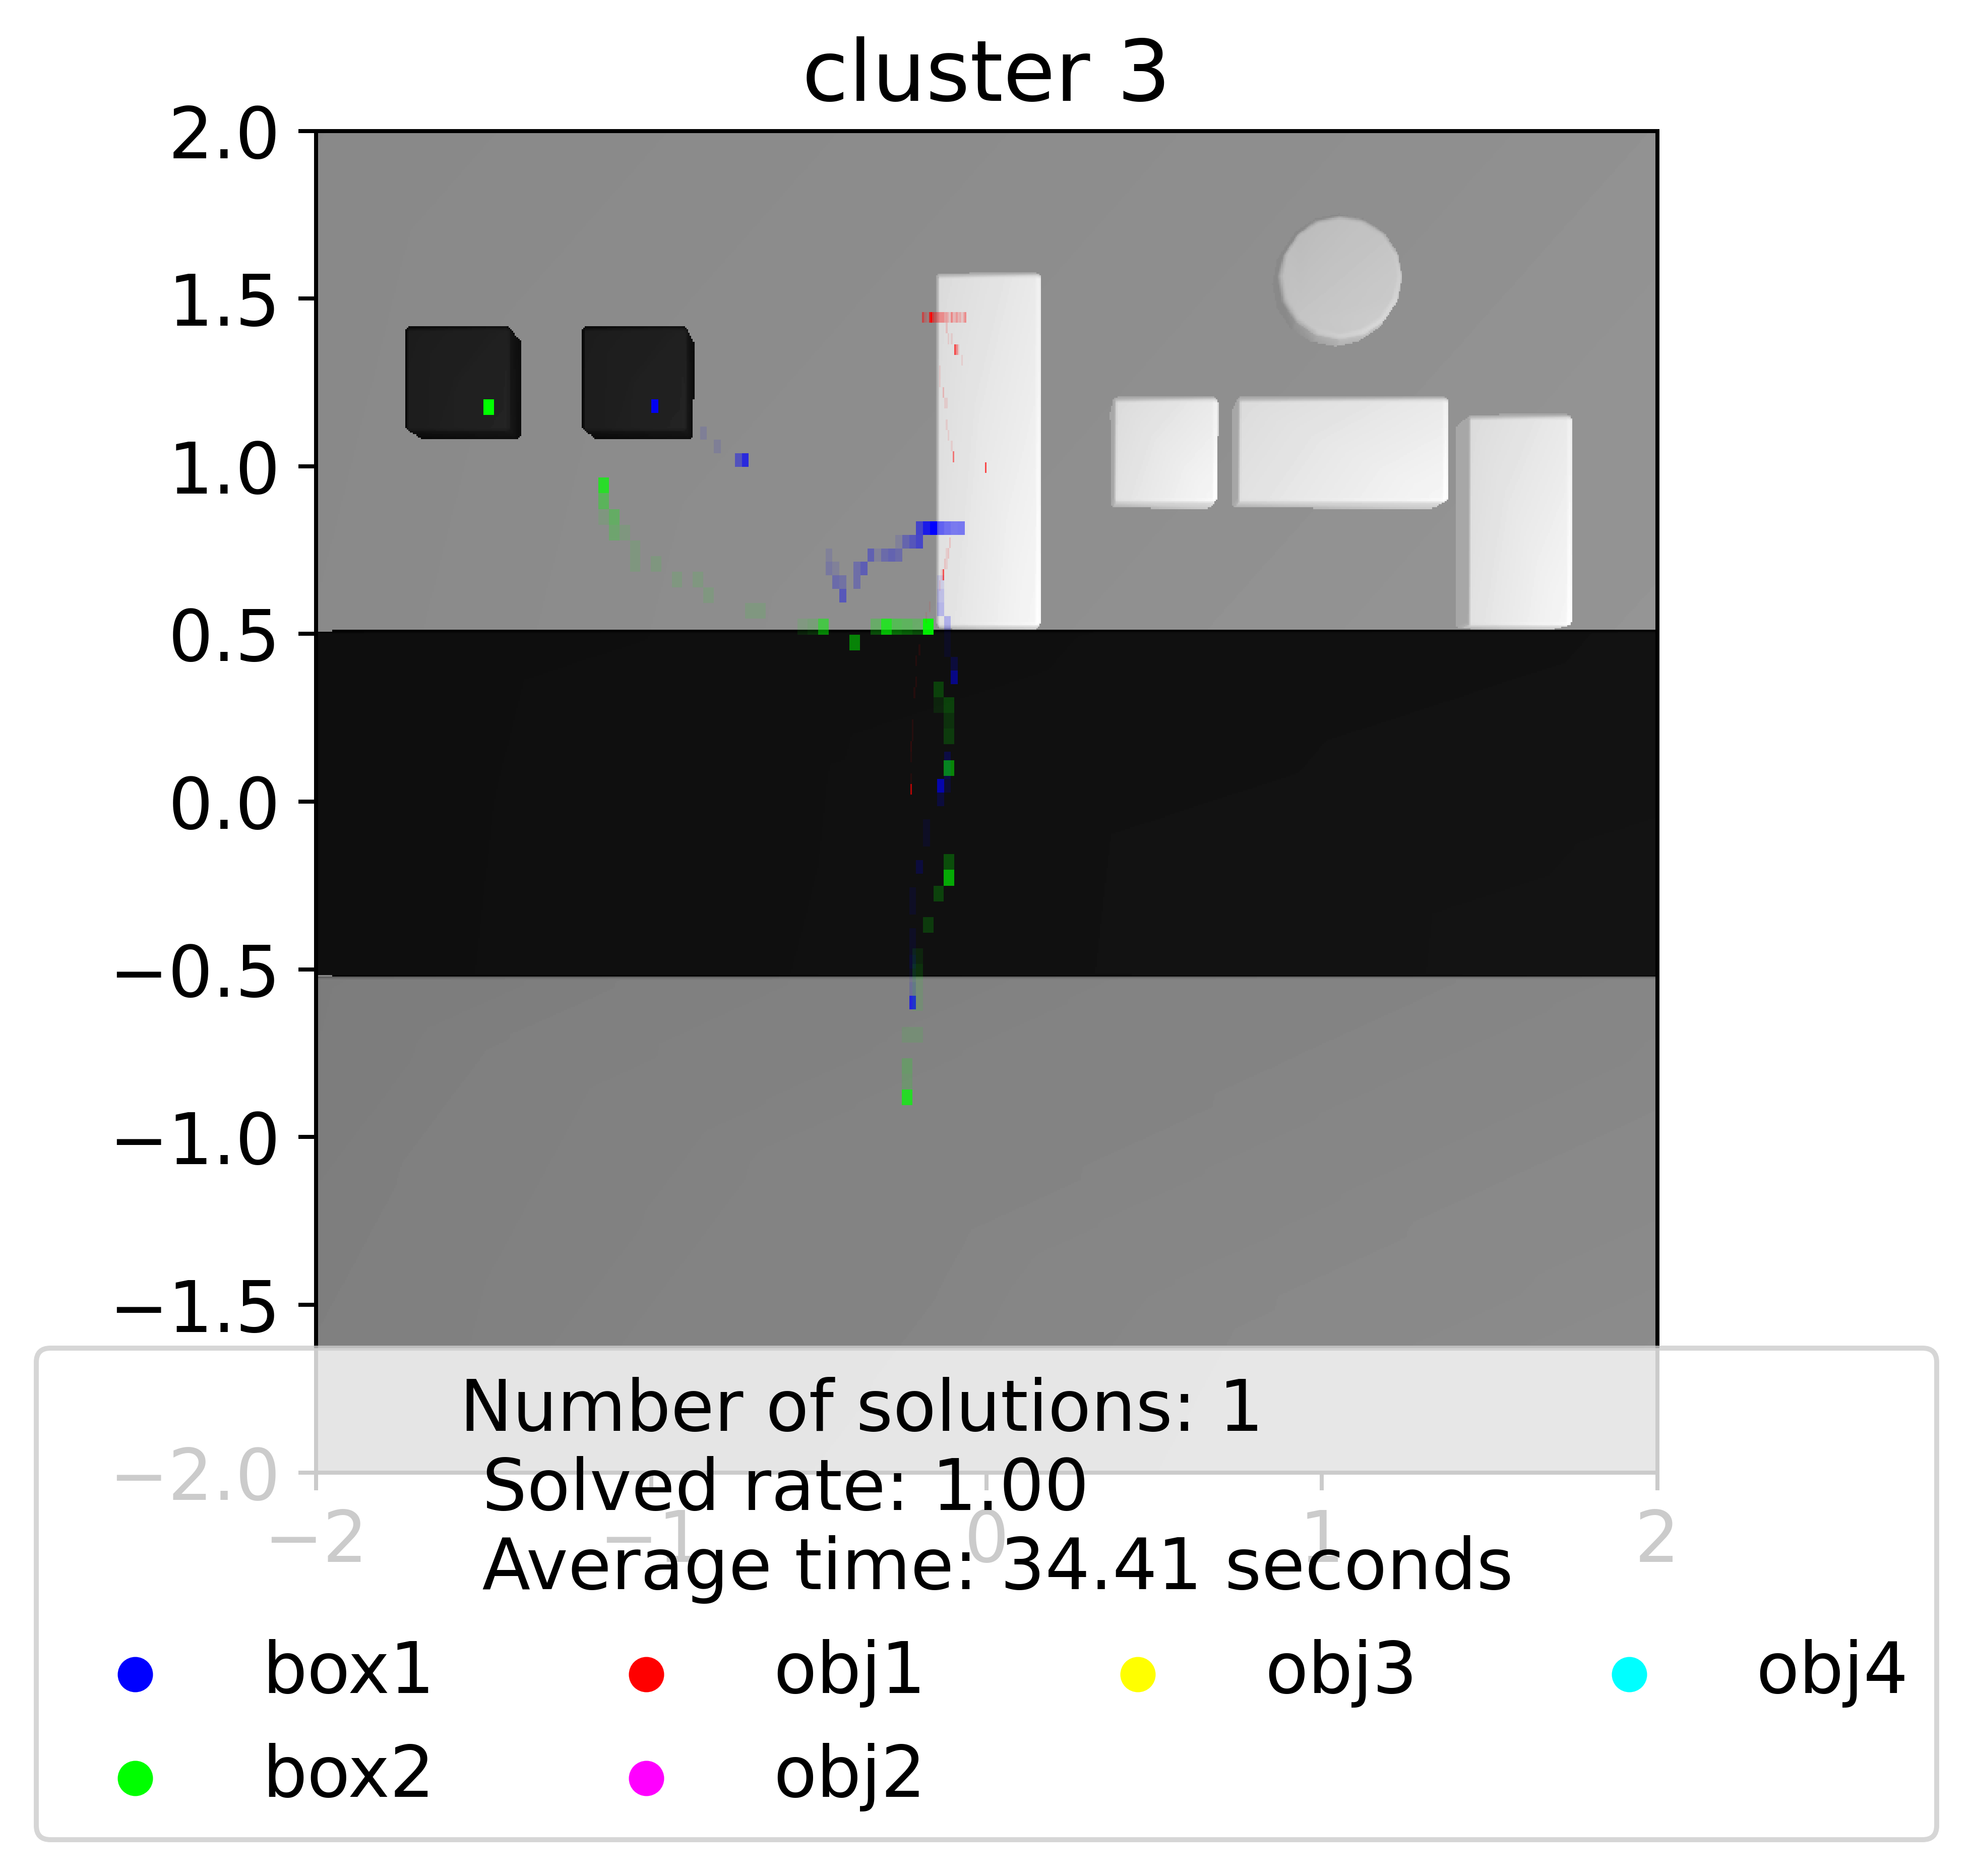 cluster 3
2.0
1.5
1.0
0.5
0.0
−0.5
−1.0
−1.5
−2.0
−2 −1 0 1 2
Number of solutions: 1
Solved rate: 1.00
Average time: 34.41 seconds
box1 obj1 obj3 obj4
box2 obj2